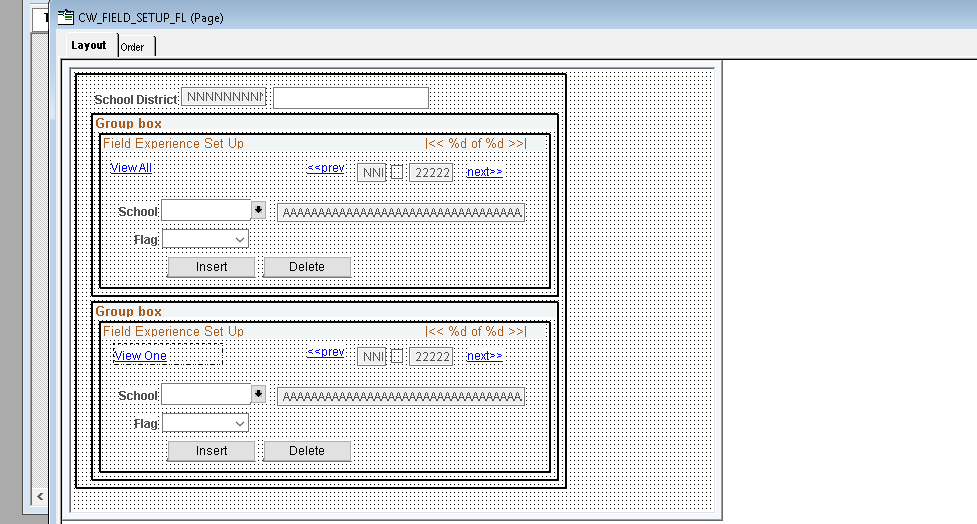 CW_FIELD_SETUP_FL (Page)
Layout Order
School District: NNNNNNNNN
Group box
Field Experience Set Up |<< %d of %d >>|
View All <<prev NNI 22222 next>>
School: AAAAAAAAAAAAAAAAAAAAAAAAAAAAAA
Flag:
Insert Delete
Group box
Field Experience Set Up |<< %d of %d >>|
View One <<prev NNI 22222 next>>
School: AAAAAAAAAAAAAAAAAAAAAAAAAAAAAA
Flag:
Insert Delete